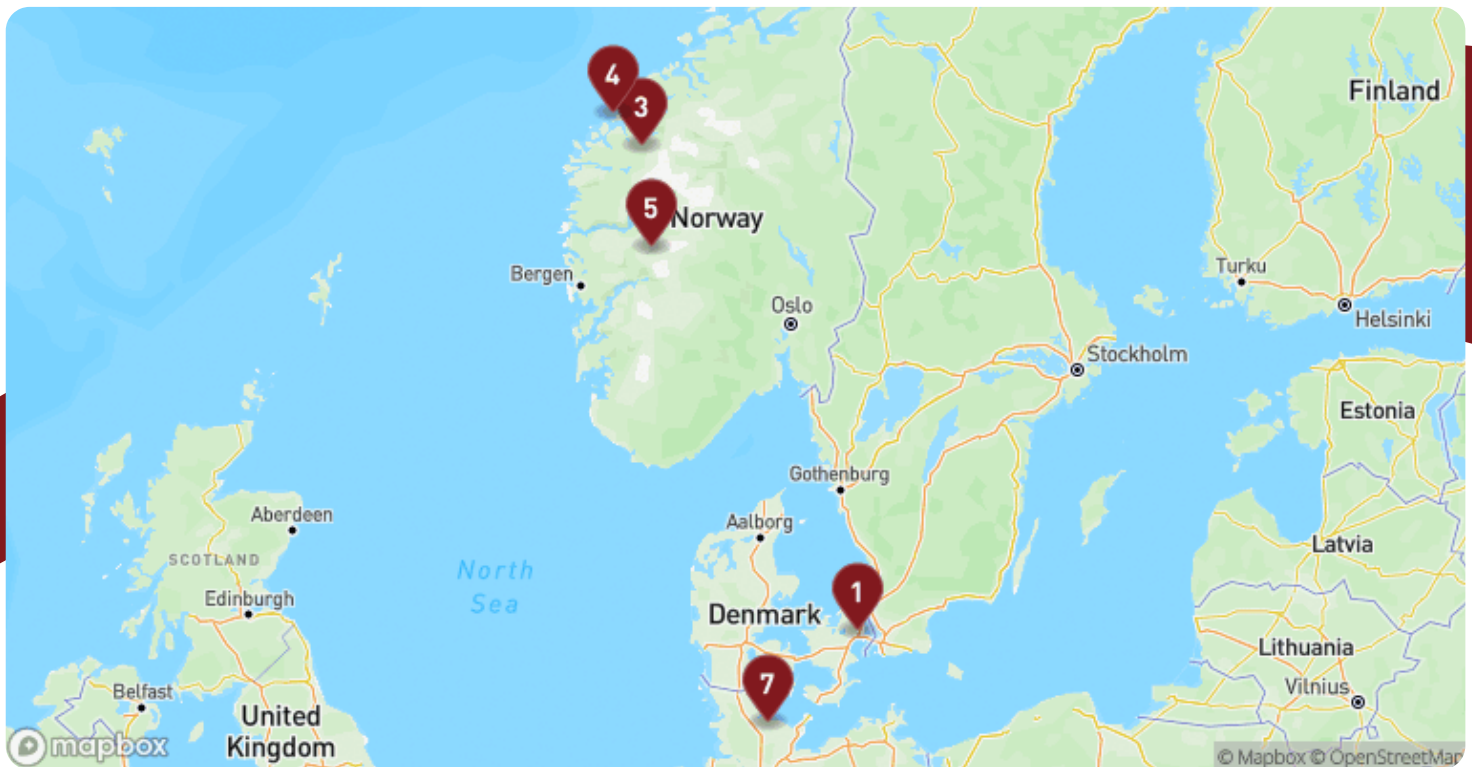 4
3
Finland
5
Norway
Turku
Bergen
Oslo
Helsinki
Stockholm
Estonia
Gothenburg
Aberdeen
Aalborg
SCOTLAND
Latvia
North
Sea
Edinburgh
1
Denmark
Lithuania
7
Vilnius
Belfast
United
Kingdom
mapbox
© Mapbox © OpenStreetMap